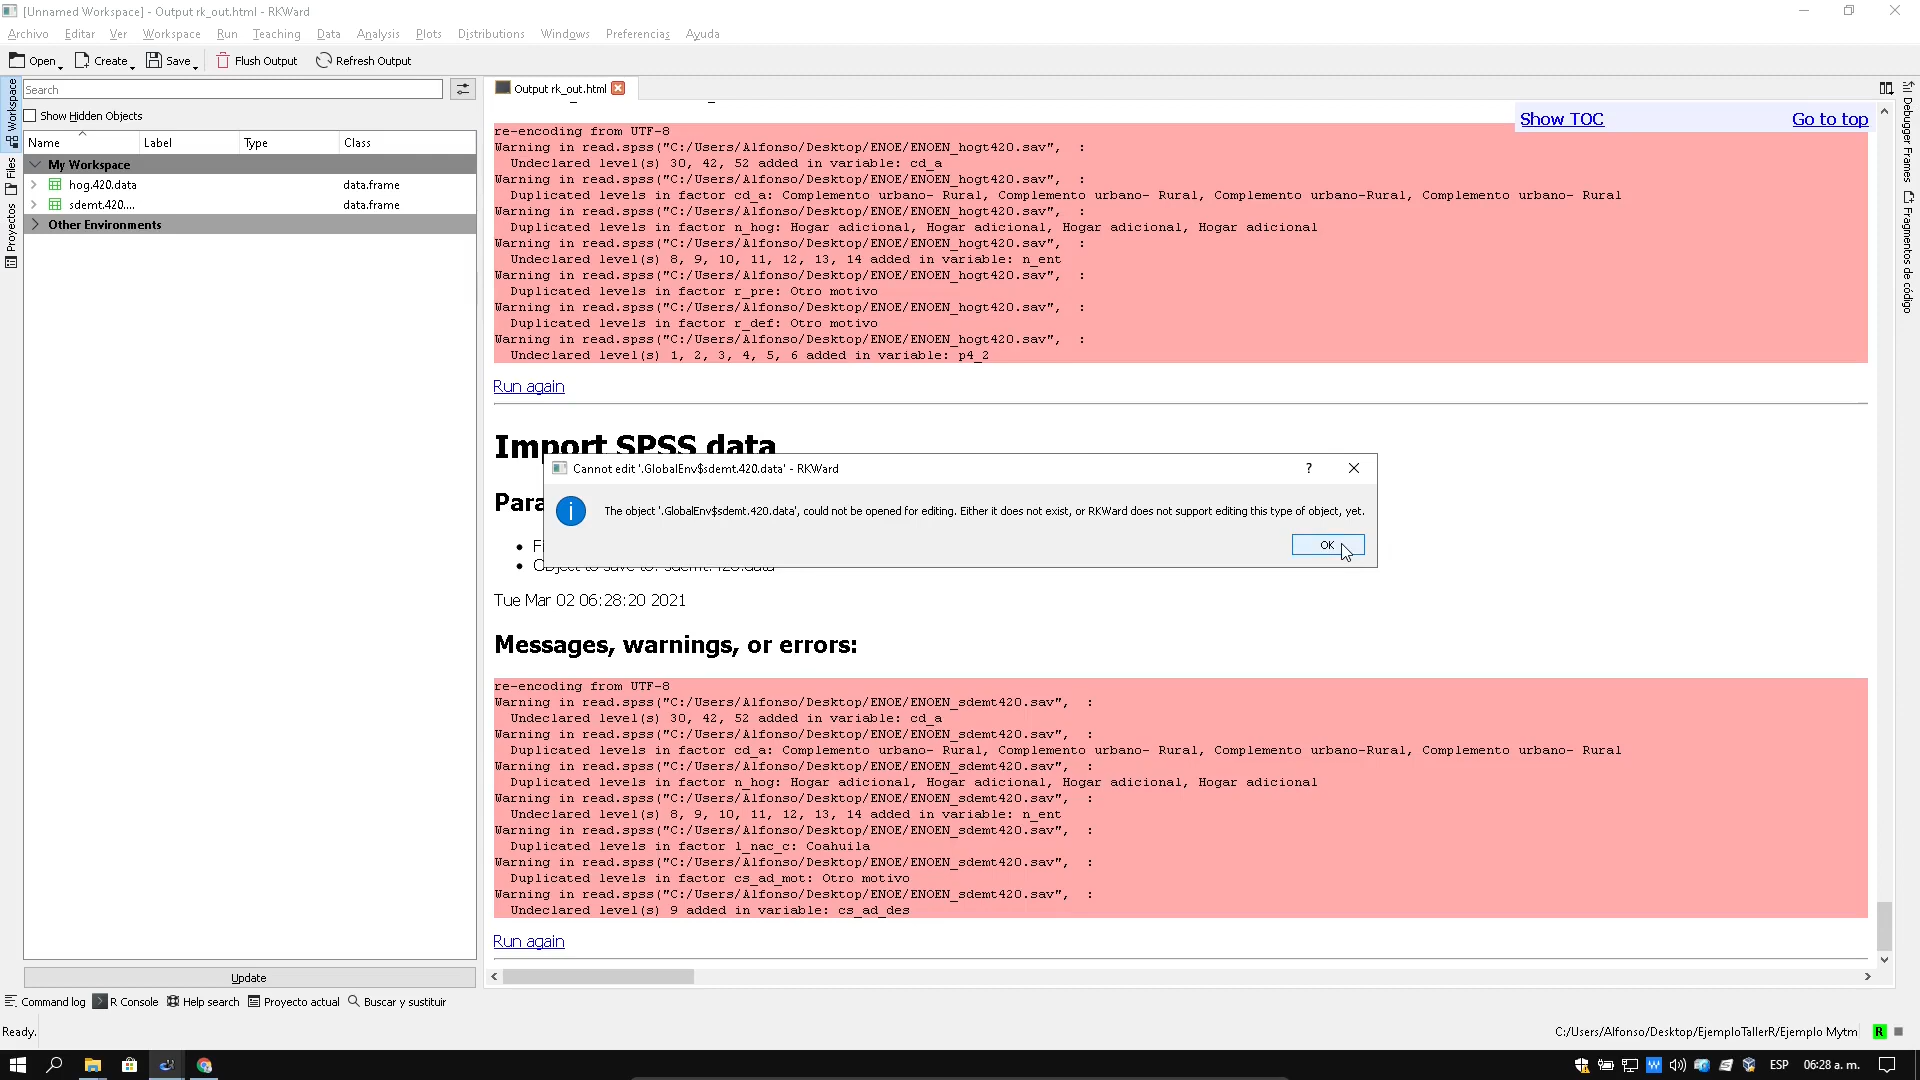 [Unnamed Workspace] - Output rk_out.html - RKWard
Archivo Editar Ver Workspace Run Teaching Data Analysis Plots Distributions Windows Preferencias Ayuda
Open Create Save Flush Output Refresh Output
Workspace
Files
Proyectos
Search
Show Hidden Objects
Name Label Type Class
My Workspace
hog.420.data data.frame
sdemt.420.... data.frame
Other Environments
Update
Output rk_out.html
Show TOC Go to top
re-encoding from UTF-8
Warning in read.spss("C:/Users/Alfonso/Desktop/ENOE/ENOEN_hogt420.sav", :
Undeclared level(s) 30, 42, 52 added in variable: cd_a
Warning in read.spss("C:/Users/Alfonso/Desktop/ENOE/ENOEN_hogt420.sav", :
Duplicated levels in factor cd_a: Complemento urbano- Rural, Complemento urbano- Rural, Complemento urbano-Rural, Complemento urbano- Rural
Warning in read.spss("C:/Users/Alfonso/Desktop/ENOE/ENOEN_hogt420.sav", :
Duplicated levels in factor n_hog: Hogar adicional, Hogar adicional, Hogar adicional, Hogar adicional
Warning in read.spss("C:/Users/Alfonso/Desktop/ENOE/ENOEN_hogt420.sav", :
Undeclared level(s) 8, 9, 10, 11, 12, 13, 14 added in variable: n_ent
Warning in read.spss("C:/Users/Alfonso/Desktop/ENOE/ENOEN_hogt420.sav", :
Duplicated levels in factor r_pre: Otro motivo
Warning in read.spss("C:/Users/Alfonso/Desktop/ENOE/ENOEN_hogt420.sav", :
Duplicated levels in factor r_def: Otro motivo
Warning in read.spss("C:/Users/Alfonso/Desktop/ENOE/ENOEN_hogt420.sav", :
Undeclared level(s) 1, 2, 3, 4, 5, 6 added in variable: p4_2
Run again
Import SPSS data
Cannot edit '.GlobalEnv$sdemt.420.data' - RKWard
The object '.GlobalEnv$sdemt.420.data', could not be opened for editing. Either it does not exist, or RKWard does not support editing this type of object, yet.
OK
Object to save to: sdemt.420.data
Tue Mar 02 06:28:20 2021
Messages, warnings, or errors:
re-encoding from UTF-8
Warning in read.spss("C:/Users/Alfonso/Desktop/ENOE/ENOEN_sdemt420.sav", :
Undeclared level(s) 30, 42, 52 added in variable: cd_a
Warning in read.spss("C:/Users/Alfonso/Desktop/ENOE/ENOEN_sdemt420.sav", :
Duplicated levels in factor cd_a: Complemento urbano- Rural, Complemento urbano- Rural, Complemento urbano-Rural, Complemento urbano- Rural
Warning in read.spss("C:/Users/Alfonso/Desktop/ENOE/ENOEN_sdemt420.sav", :
Duplicated levels in factor n_hog: Hogar adicional, Hogar adicional, Hogar adicional, Hogar adicional
Warning in read.spss("C:/Users/Alfonso/Desktop/ENOE/ENOEN_sdemt420.sav", :
Undeclared level(s) 8, 9, 10, 11, 12, 13, 14 added in variable: n_ent
Warning in read.spss("C:/Users/Alfonso/Desktop/ENOE/ENOEN_sdemt420.sav", :
Duplicated levels in factor l_nac_c: Coahuila
Warning in read.spss("C:/Users/Alfonso/Desktop/ENOE/ENOEN_sdemt420.sav", :
Duplicated levels in factor cs_ad_mot: Otro motivo
Warning in read.spss("C:/Users/Alfonso/Desktop/ENOE/ENOEN_sdemt420.sav", :
Undeclared level(s) 9 added in variable: cs_ad_des
Run again
Debugger Frames
Fragmentos de código
Command log R Console Help search Proyecto actual Buscar y sustituir
Ready. C:/Users/Alfonso/Desktop/EjemploTallerR/Ejemplo Mytm R
ESP 06:28 a. m.